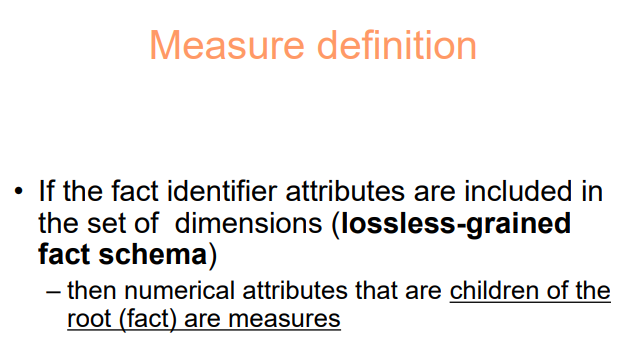 Measure definition
• If the fact identifier attributes are included in
the set of  dimensions (lossless-grained
fact schema)
– then numerical attributes that are children of the
root (fact) are measures